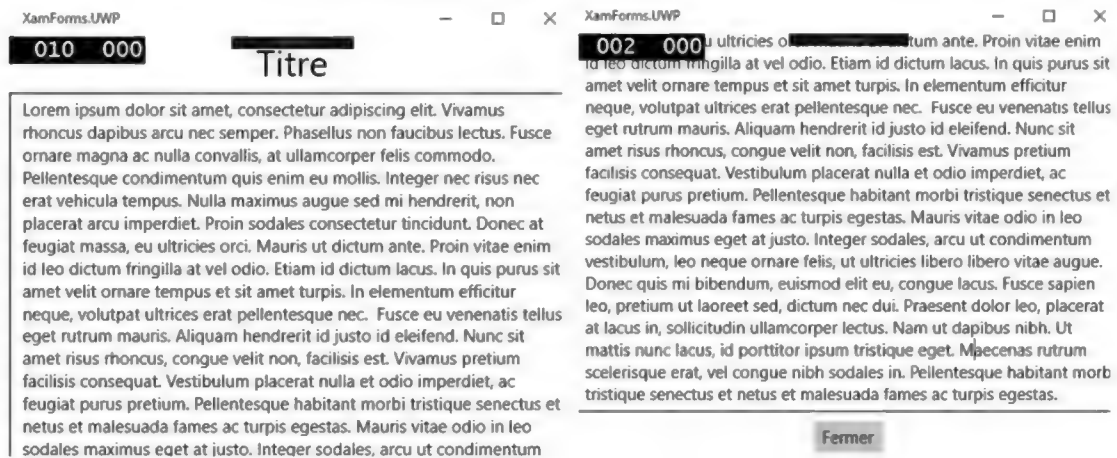 XamForms.UWP
010 000
Titre
Lorem ipsum dolor sit amet, consectetur adipiscing elit. Vivamus
rhoncus dapibus arcu nec semper. Phasellus non faucibus lectus. Fusce
ornare magna ac nulla convallis, at ullamcorper felis commodo.
Pellentesque condimentum quis enim eu mollis. Integer nec risus nec
erat vehicula tempus. Nulla maximus augue sed mi hendrerit, non
placerat arcu imperdiet. Proin sodales consectetur tincidunt. Donec at
feugiat massa, eu ultricies orci. Mauris ut dictum ante. Proin vitae enim
id leo dictum fringilla at vel odio. Etiam id dictum lacus. In quis purus sit
amet velit ornare tempus et sit amet turpis. In elementum efficitur
neque, volutpat ultrices erat pellentesque nec. Fusce eu venenatis tellus
eget rutrum mauris. Aliquam hendrerit id justo id eleifend. Nunc sit
amet risus rhoncus, congue velit non, facilisis est. Vivamus pretium
facilisis consequat. Vestibulum placerat nulla et odio imperdiet, ac
feugiat purus pretium. Pellentesque habitant morbi tristique senectus et
netus et malesuada fames ac turpis egestas. Mauris vitae odio in leo
sodales maximus eget at justo. Integer sodales, arcu ut condimentum
XamForms.UWP
002 000
u ultricies tum ante. Proin vitae enim
id leo dictum fringilla at vel odio. Etiam id dictum lacus. In quis purus sit
amet velit ornare tempus et sit amet turpis. In elementum efficitur
neque, volutpat ultrices erat pellentesque nec. Fusce eu venenatis tellus
eget rutrum mauris. Aliquam hendrerit id justo id eleifend. Nunc sit
amet risus rhoncus, congue velit non, facilisis est. Vivamus pretium
facilisis consequat. Vestibulum placerat nulla et odio imperdiet, ac
feugiat purus pretium. Pellentesque habitant morbi tristique senectus et
netus et malesuada fames ac turpis egestas. Mauris vitae odio in leo
sodales maximus eget at justo. Integer sodales, arcu ut condimentum
vestibulum, leo neque ornare felis, ut ultricies libero libero vitae augue.
Donec quis mi bibendum, euismod elit eu, congue lacus. Fusce sapien
leo, pretium ut laoreet sed, dictum nec dui. Praesent dolor leo, placerat
at lacus in, sollicitudin ullamcorper lectus. Nam ut dapibus nibh. Ut
mattis nunc lacus, id porttitor ipsum tristique eget. Maecenas rutrum
scelerisque erat, vel congue nibh sodales in. Pellentesque habitant morb
tristique senectus et netus et malesuada fames ac turpis egestas.
Fermer